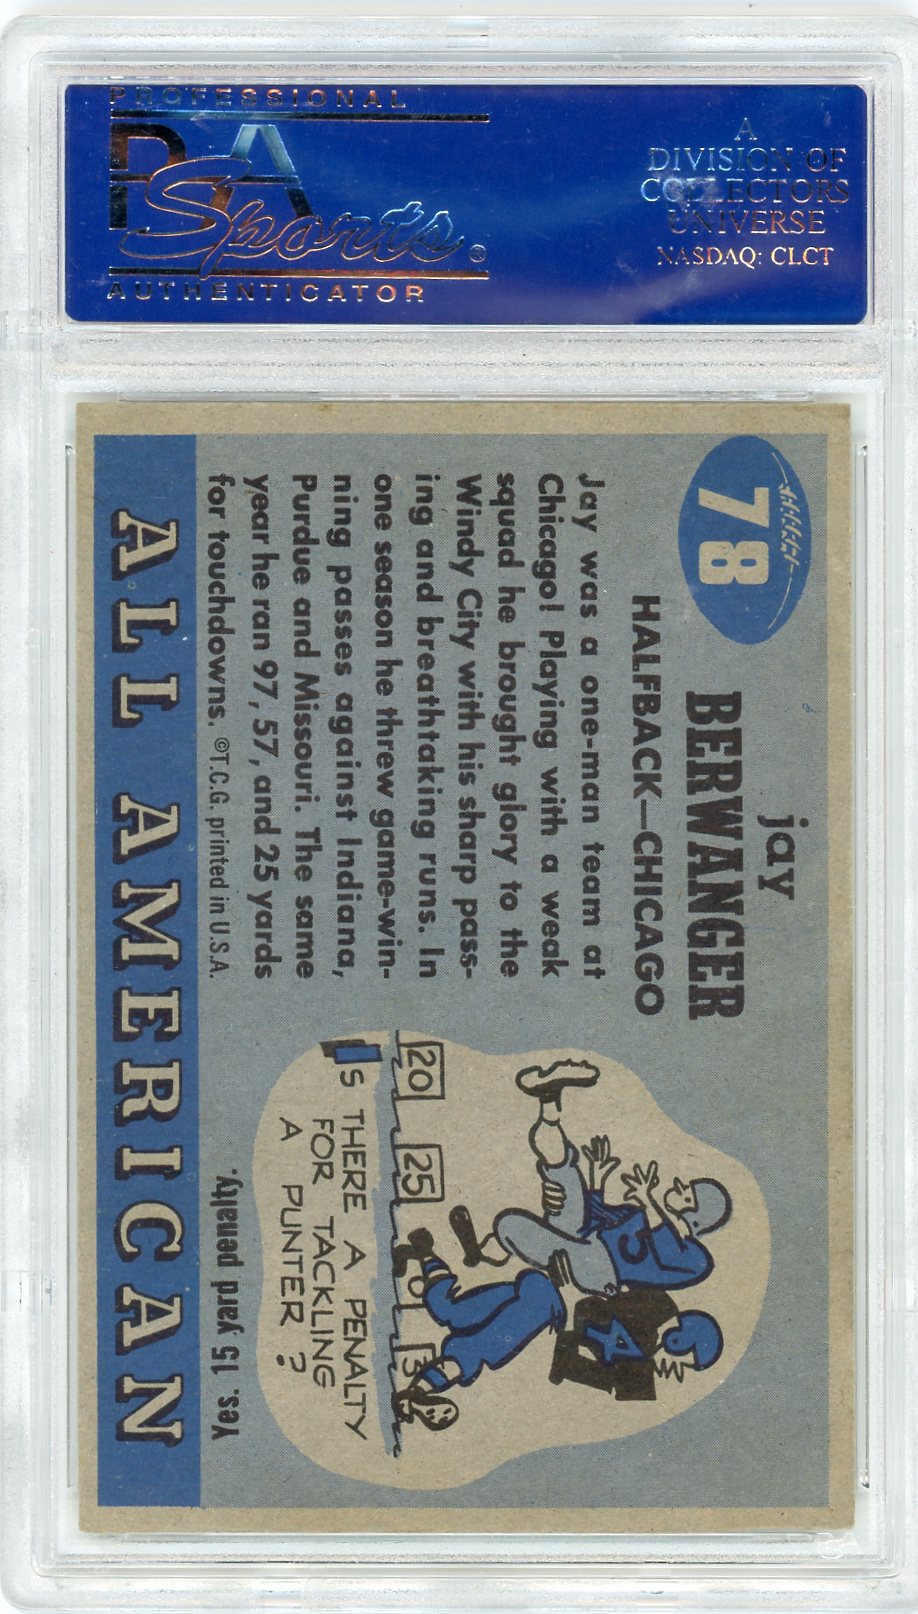 PROFESSIONAL
PSA
Sports®
AUTHENTICATOR
A
DIVISION OF
COLLECTORS
UNIVERSE
NASDAQ: CLCT
78
jay
BERWANGER
HALFBACK—CHICAGO
Jay was a one-man team at
Chicago! Playing with a weak
squad he brought glory to the
Windy City with his sharp pass-
ing and breathtaking runs. In
one season he threw game-win-
ning passes against Indiana,
Purdue and Missouri. The same
year he ran 97, 57, and 25 yards
for touchdowns. ©T.C.G. printed in U.S.A.
5
4
20 25 3
IS THERE A PENALTY
FOR TACKLING
A PUNTER?
Yes. 15 yard penalty.
ALL AMERICAN